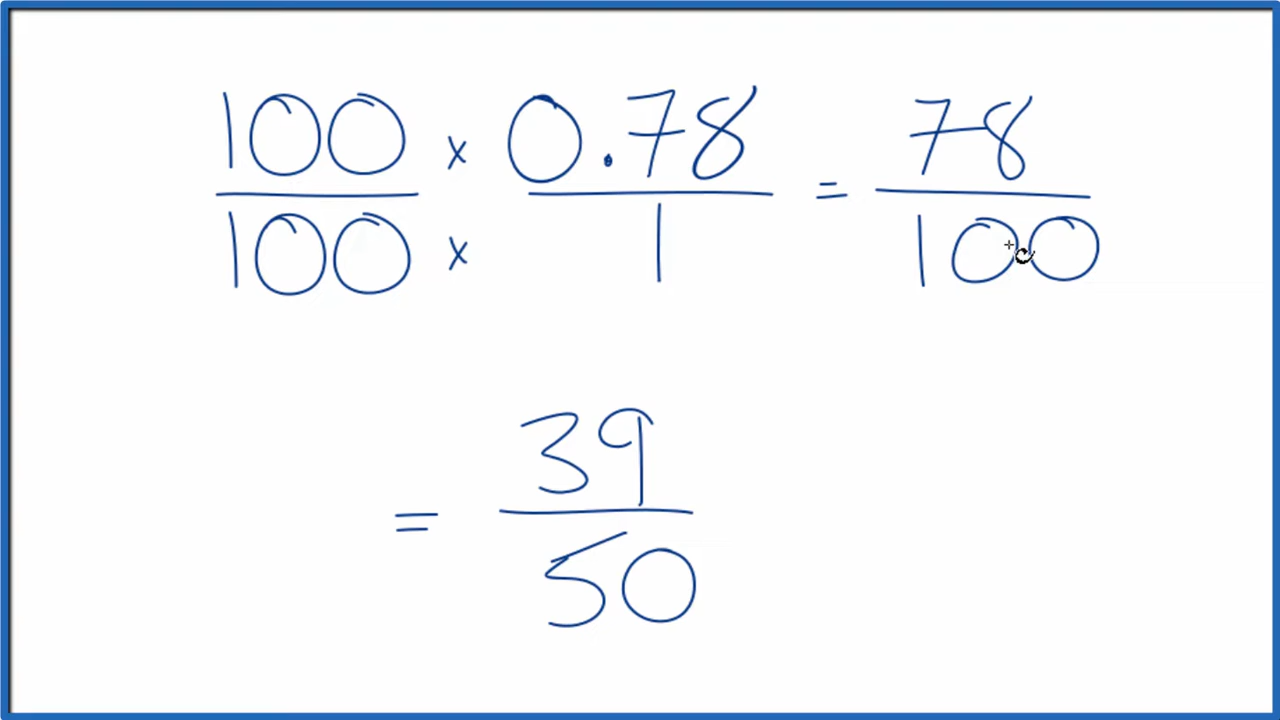 100 × 0.78 = 78
100 × 1 100
= 39
50